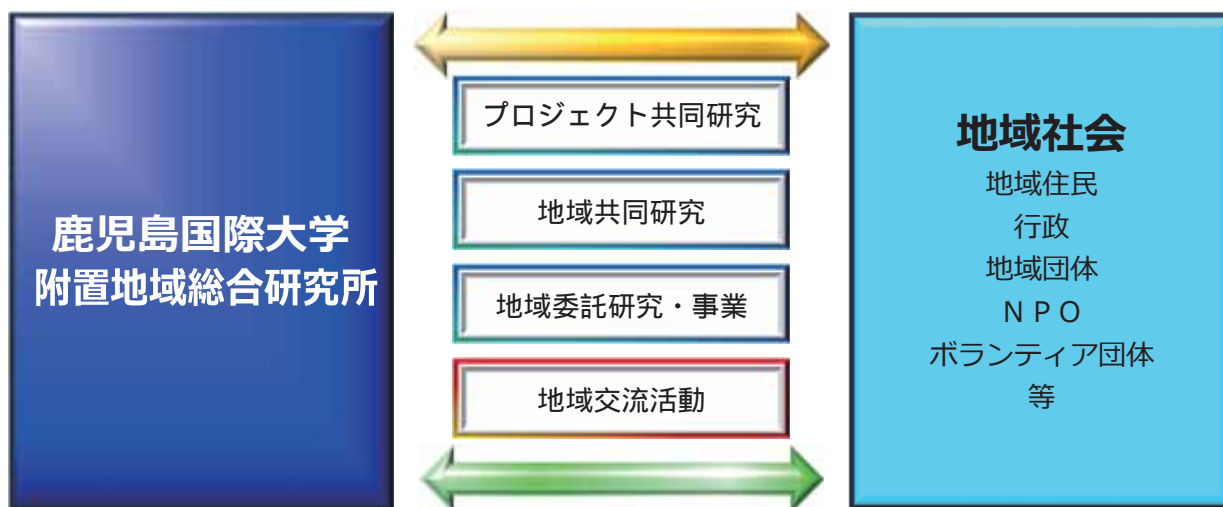 鹿児島国際大学
附置地域総合研究所
プロジェクト共同研究
地域共同研究
地域委託研究・事業
地域交流活動
地域社会
地域住民
行政
地域団体
ＮＰＯ
ボランティア団体
等